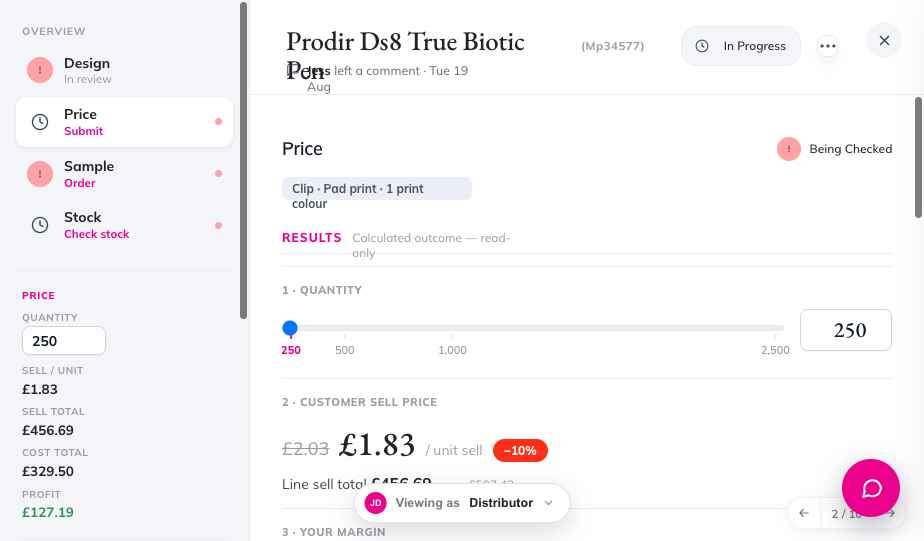 OVERVIEW
Design
In review
Price
Submit
Sample
Order
Stock
Check stock
PRICE
QUANTITY
250
SELL / UNIT
£1.83
SELL TOTAL
£456.69
COST TOTAL
£329.50
PROFIT
£127.19
Prodir Ds8 True Biotic
Pen
(Mp34577)
In Progress
Jess left a comment · Tue 19
Aug
Price
Being Checked
Clip · Pad print · 1 print
colour
RESULTS
Calculated outcome — read-
only
1 · QUANTITY
250
500
1,000
2,500
250
2 · CUSTOMER SELL PRICE
£2.03 £1.83 / unit sell −10%
Line sell total £456.69
JD Viewing as Distributor
2 /
3 · YOUR MARGIN